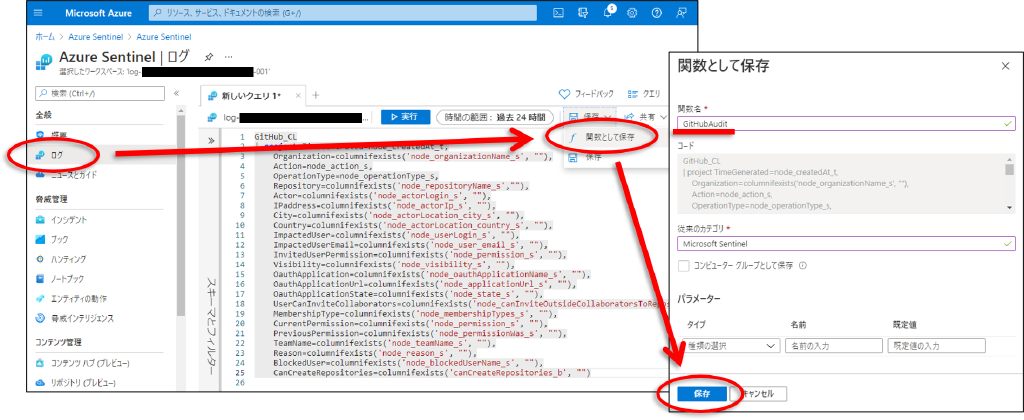 Microsoft Azure
リソース、サービス、ドキュメントの検索 (G+/)
ホーム > Azure Sentinel > Azure Sentinel
Azure Sentinel | ログ
選択したワークスペース: 'log-
-001'
検索 (Ctrl+/)
全般
概要
ログ
ニュースとガイド
脅威管理
インシデント
ブック
ハンティング
ノートブック
エンティティの動作
脅威インテリジェンス
コンテンツ管理
コンテンツ ハブ (プレビュー)
リポジトリ (プレビュー)
新しいクエリ 1*
フィードバック
クエリ
log-
実行
時間の範囲: 過去 24 時間
保存
共有
関数として保存
保存
スキーマとフィルター
1 GitHub_CL
2 node_createdAt_t,
3 Organization=columnifexists('node_organizationName_s', ""),
4 Action=node_action_s,
5 OperationType=node_operationType_s,
6 Repository=columnifexists('node_repositoryName_s',""),
7 Actor=columnifexists('node_actorLogin_s', ""),
8 IPaddress=columnifexists('node_actorIp_s', ""),
9 City=columnifexists('node_actorLocation_city_s', ""),
10 Country=columnifexists('node_actorLocation_country_s', ""),
11 ImpactedUser=columnifexists('node_userLogin_s', ""),
12 ImpactedUserEmail=columnifexists('node_user_email_s', ""),
13 InvitedUserPermission=columnifexists('node_permission_s', ""),
14 Visibility=columnifexists('node_visibility_s', ""),
15 OauthApplication=columnifexists('node_oauthApplicationName_s', ""),
16 OauthApplicationUrl=columnifexists('node_applicationUrl_s', ""),
17 OauthApplicationState=columnifexists('node_state_s', ""),
18 UserCanInviteCollaborators=columnifexists('node_canInviteOutsideCollaboratorsToRepos
19 MembershipType=columnifexists('node_membershipTypes_s', ""),
20 CurrentPermission=columnifexists('node_permission_s', ""),
21 PreviousPermission=columnifexists('node_permissionWas_s', ""),
22 TeamName=columnifexists('node_teamName_s', ""),
23 Reason=columnifexists('node_reason_s', ""),
24 BlockedUser=columnifexists('node_blockedUserName_s', ""),
25 CanCreateRepositories=columnifexists('canCreateRepositories_b', "")
26
関数として保存
関数名 *
GitHubAudit
コード
GitHub_CL
| project TimeGenerated =node_createdAt_t,
Organization=columnifexists('node_organizationName_s', ""),
Action=node_action_s,
OperationType=node_operationType_s,
従来のカテゴリ *
Microsoft Sentinel
コンピューター グループとして保存
パラメーター
タイプ 名前 既定値
種類の選択 名前の入力 既定値の入力
保存
キャンセル